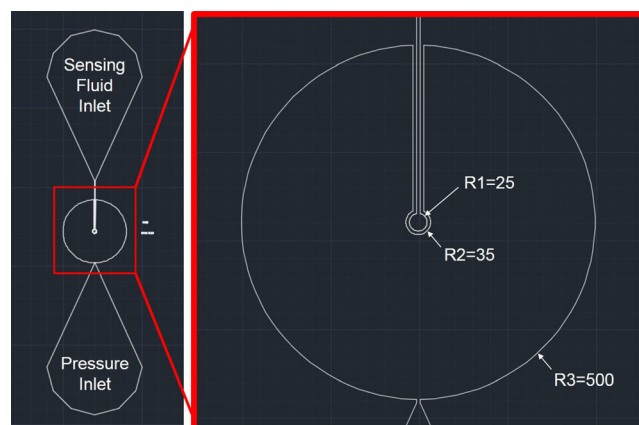 Sensing
Fluid
Inlet
Pressure
Inlet
R1=25
R2=35
R3=500